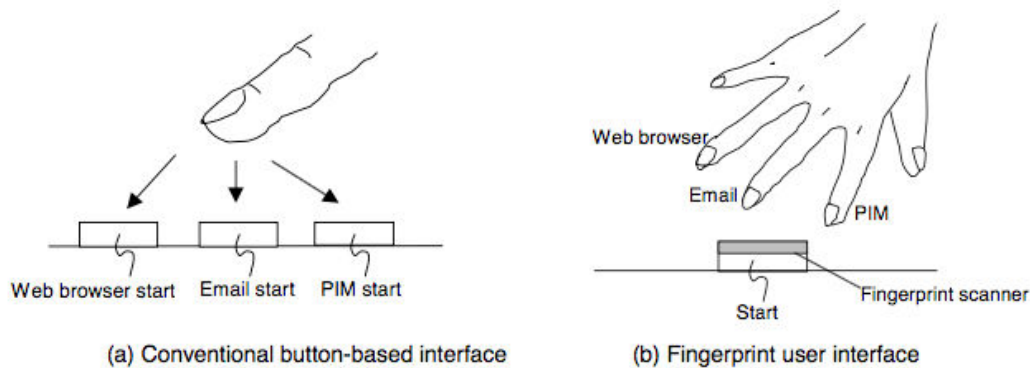 Web browser start
Email start
PIM start
(a) Conventional button-based interface
Web browser
Email
PIM
Fingerprint scanner
Start
(b) Fingerprint user interface